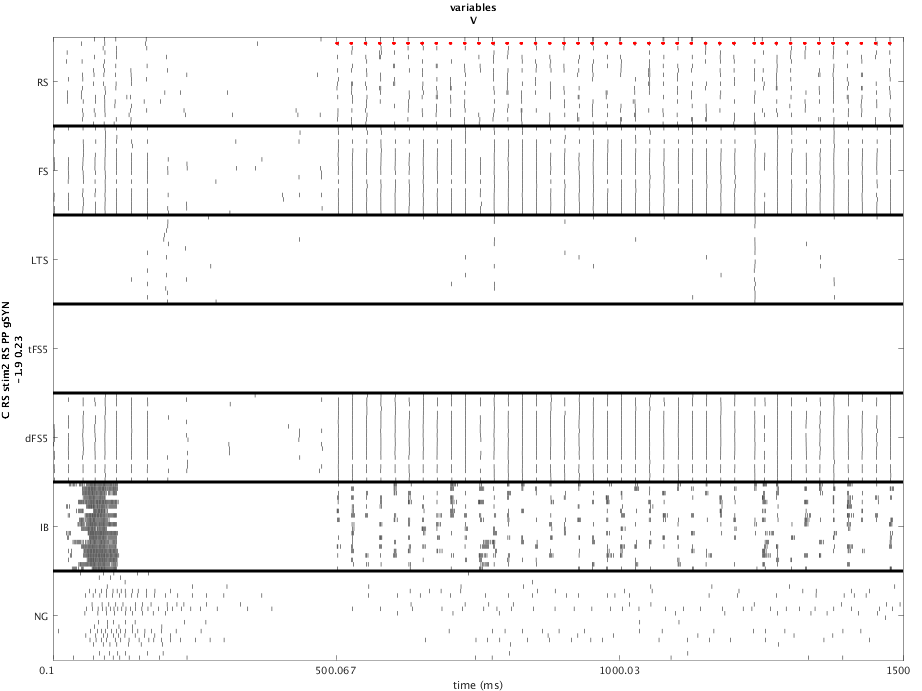 variables
V
RS
FS
LTS
tFS5
dFS5
IB
NG
C RS stim2 RS PP gSYN
-1.9 0.23
0.1
500.067
1000.03
1500
time (ms)